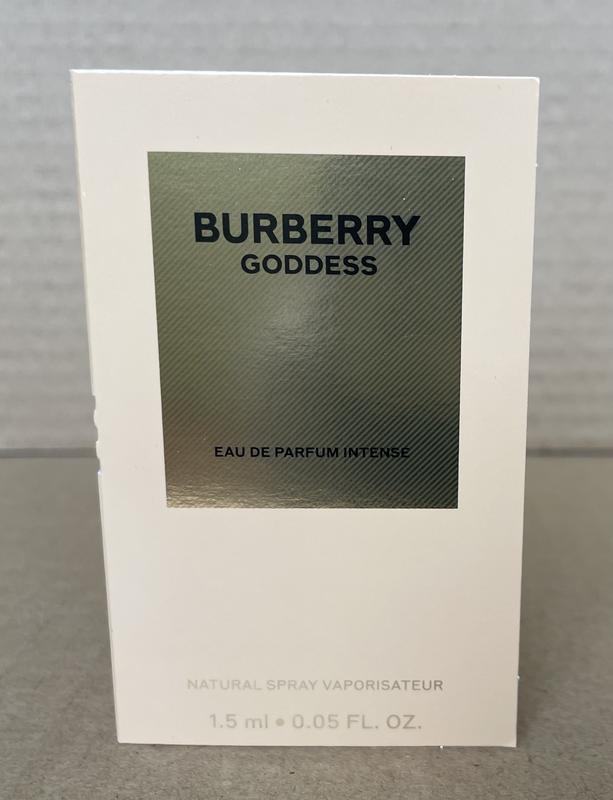 BURBERRY
GODDESS
EAU DE PARFUM INTENSE
NATURAL SPRAY VAPORISATEUR
1.5 ml ● 0.05 FL. OZ.